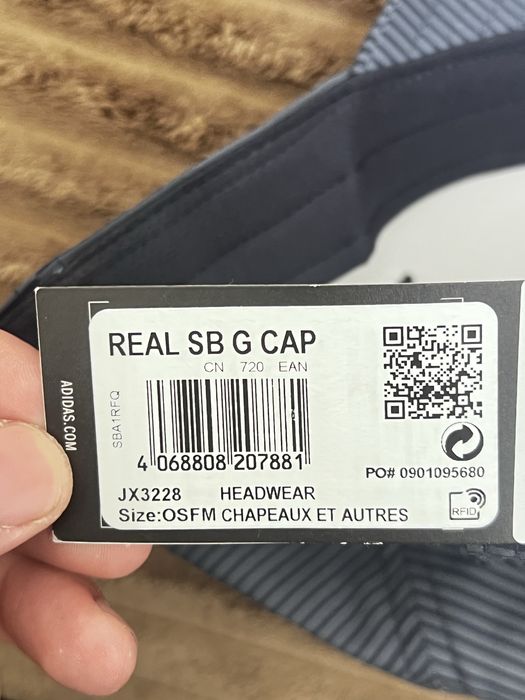 ADIDAS.COM
REAL SB G CAP
CN 720 EAN
SBA1RFQ
4 068808 207881
PO# 0901095680
JX3228 HEADWEAR
Size:OSFM CHAPEAUX ET AUTRES
RFID